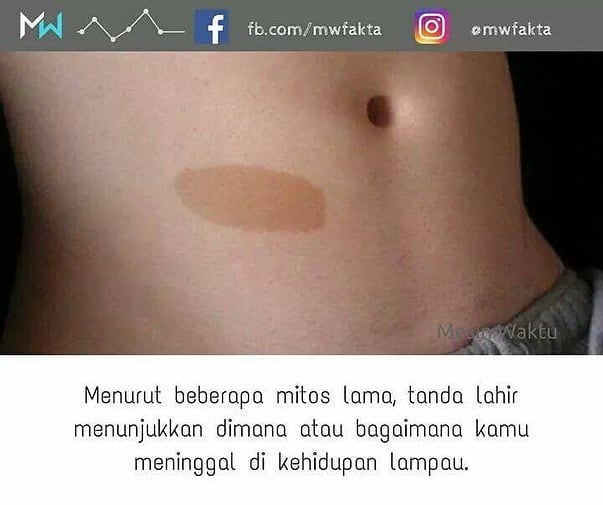 MW fb.com/mwfakta @mwfakta
Waktu
Menurut beberapa mitos lama, tanda lahir
menunjukkan dimana atau bagaimana kamu
meninggal di kehidupan lampau.